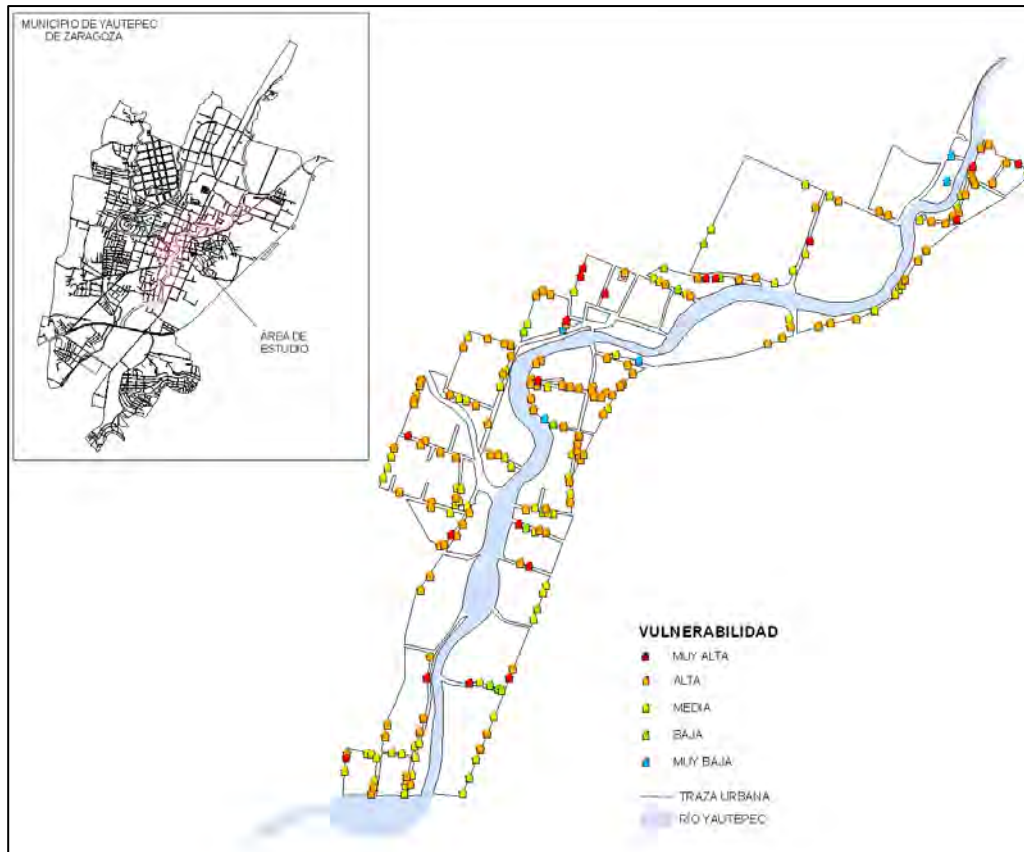 MUNICIPIO DE YAUTEPEC
DE ZARAGOZA
ÁREA DE
ESTUDIO
VULNERABILIDAD
MUY ALTA
ALTA
MEDIA
BAJA
MUY BAJA
TRAZA URBANA
RÍO YAUTEPEC